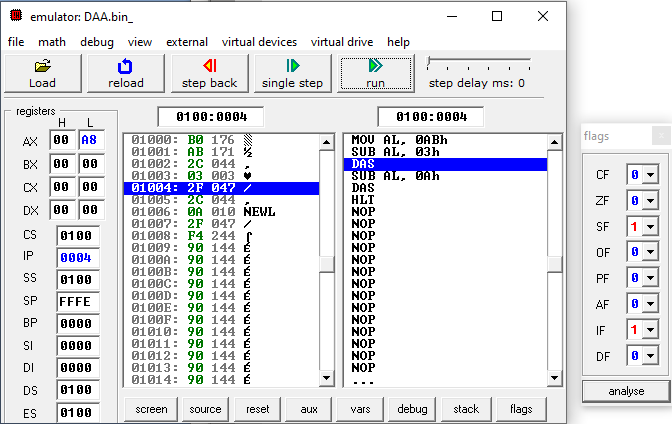 emulator: DAA.bin_
file math debug view external virtual devices virtual drive help
Load reload step back single step run step delay ms: 0
registers
H L
AX 00 A8
BX 00 00
CX 00 00
DX 00 00
CS 0100
IP 0004
SS 0100
SP FFFE
BP 0000
SI 0000
DI 0000
DS 0100
ES 0100
0100:0004
01000: B0 176 ▒
01001: AB 171 ½
01002: 2C 044 ,
01003: 03 003 ♥
01004: 2F 047 /
01005: 2C 044 ,
01006: 0A 010 NEWL
01007: 2F 047 /
01008: F4 244 ⌠
01009: 90 144 É
0100A: 90 144 É
0100B: 90 144 É
0100C: 90 144 É
0100D: 90 144 É
0100E: 90 144 É
0100F: 90 144 É
01010: 90 144 É
01011: 90 144 É
01012: 90 144 É
01013: 90 144 É
01014: 90 144 É
0100:0004
MOV AL, 0ABh
SUB AL, 03h
DAS
SUB AL, 0Ah
DAS
HLT
NOP
NOP
NOP
NOP
NOP
NOP
NOP
NOP
NOP
NOP
NOP
NOP
NOP
NOP
...
screen source reset aux vars debug stack flags
flags
CF 0
ZF 0
SF 1
OF 0
PF 0
AF 0
IF 1
DF 0
analyse